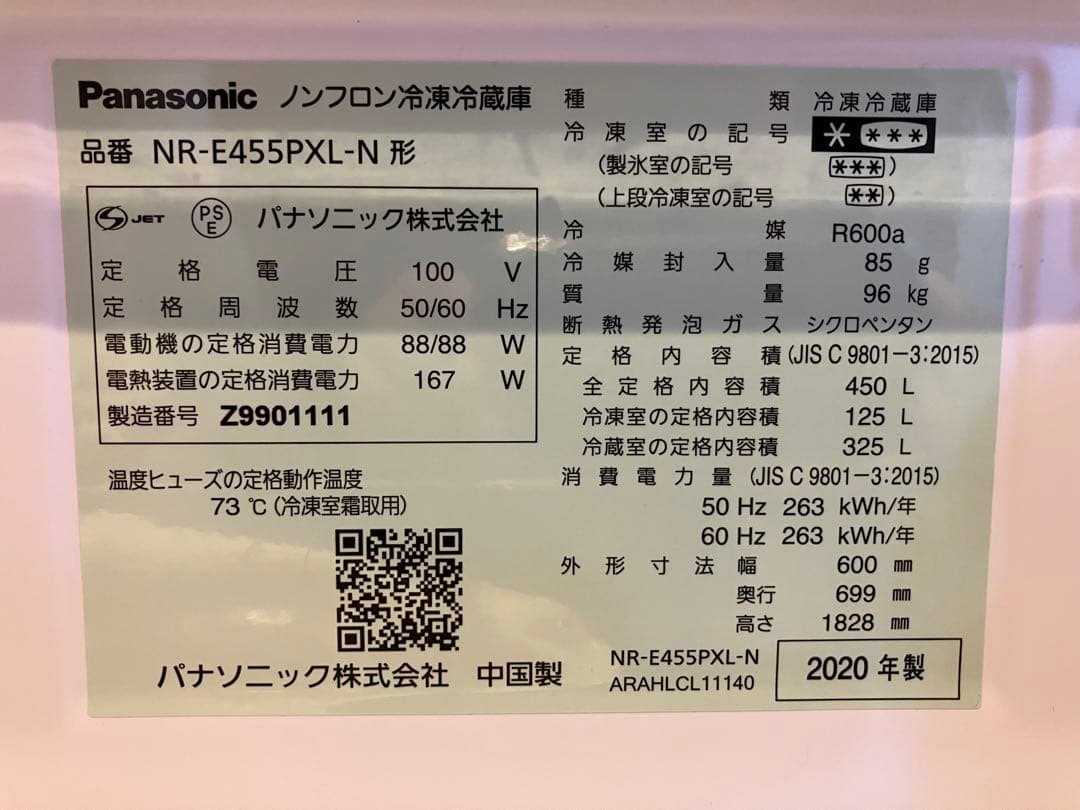 Panasonic ノンフロン冷凍冷蔵庫
品番 NR-E455PXL-N 形
S JET PSE パナソニック株式会社
定格電圧 100 V
定格周波数 50/60 Hz
電動機の定格消費電力 88/88 W
電熱装置の定格消費電力 167 W
製造番号 Z9901111
温度ヒューズの定格動作温度
73 ℃ (冷凍室霜取用)
パナソニック株式会社 中国製
種類 冷凍冷蔵庫
冷凍室の記号 * ***
(製氷室の記号 ***)
(上段冷凍室の記号 **)
冷媒 R600a
冷媒封入量 85 g
質量 96 kg
断熱発泡ガス シクロペンタン
定格内容積 (JIS C 9801-3:2015)
全定格内容積 450 L
冷凍室の定格内容積 125 L
冷蔵室の定格内容積 325 L
消費電力量 (JIS C 9801-3:2015)
50 Hz 263 kWh/年
60 Hz 263 kWh/年
外形寸法 幅 600 mm
奥行 699 mm
高さ 1828 mm
NR-E455PXL-N
ARAHLCL11140
2020 年製